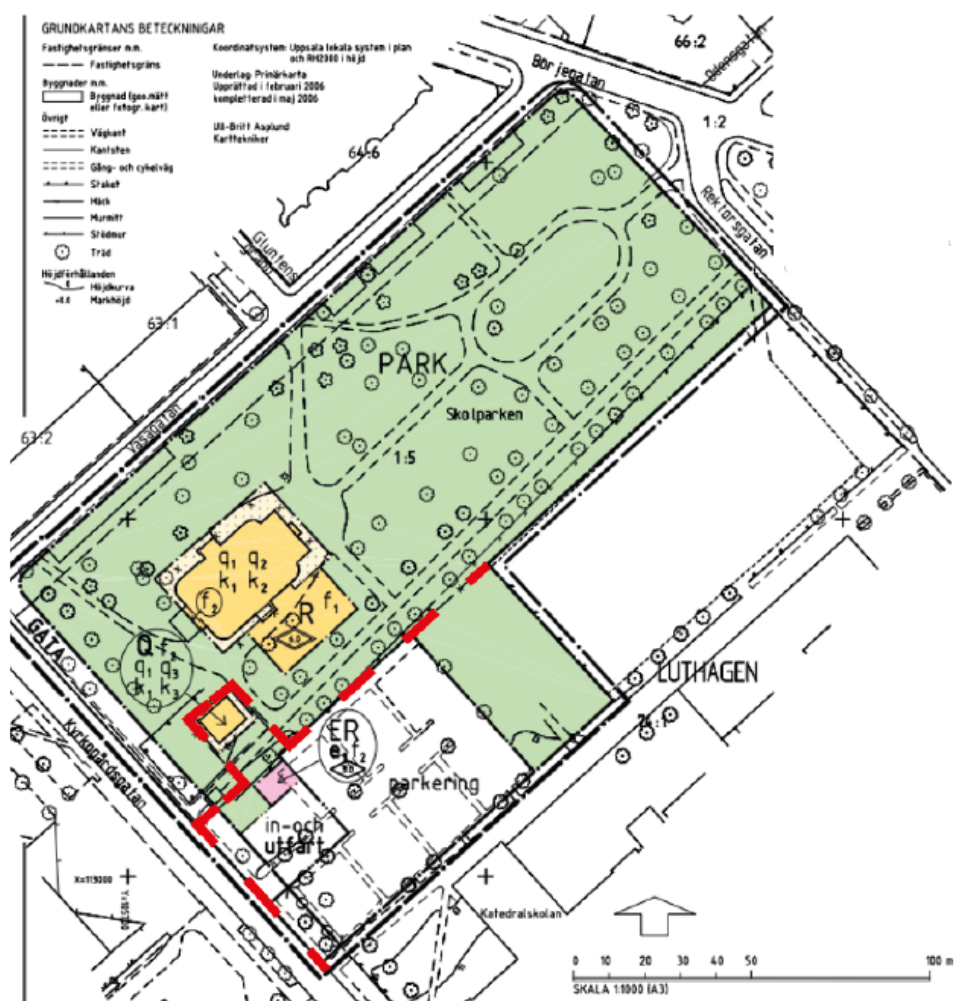 GRUNDKARTANS BETECKNINGAR
Fastighetsgränser m.m.
Fastighetsgräns
Byggnader m.m.
Byggnad (geo.mätt
eller fotogr. kart)
Övrigt
Vägkant
Kantsten
Gång- och cykelväg
Staket
Häck
Murmitt
Stödmur
Träd
Höjdförhållanden
Höjdkurva
Markhöjd
Koordinatsystem: Uppsala lokala system i plan
och RH2000 i höjd
Underlag: Primärkarta
Upprättad i februari 2006
kompletterad i maj 2006
Ull-Britt Asplund
Karttekniker
66:2
Odensgatan
Börjegatan
1:2
64:6
Rektorsgatan
Gluntens
63:1
PARK
Skolparken
63:2
Vasagatan
1:5
q1 q2
k1 k2
f2
R f1
GATA
Q f2
q1 q3
k1 k3
LUTHAGEN
ER
e1 f2
Kyrkogårdsgatan
parkering
in- och
utfart
X=113000
Katedralskolan
0 10 20 30 40 50 100 m
SKALA 1:1000 (A3)